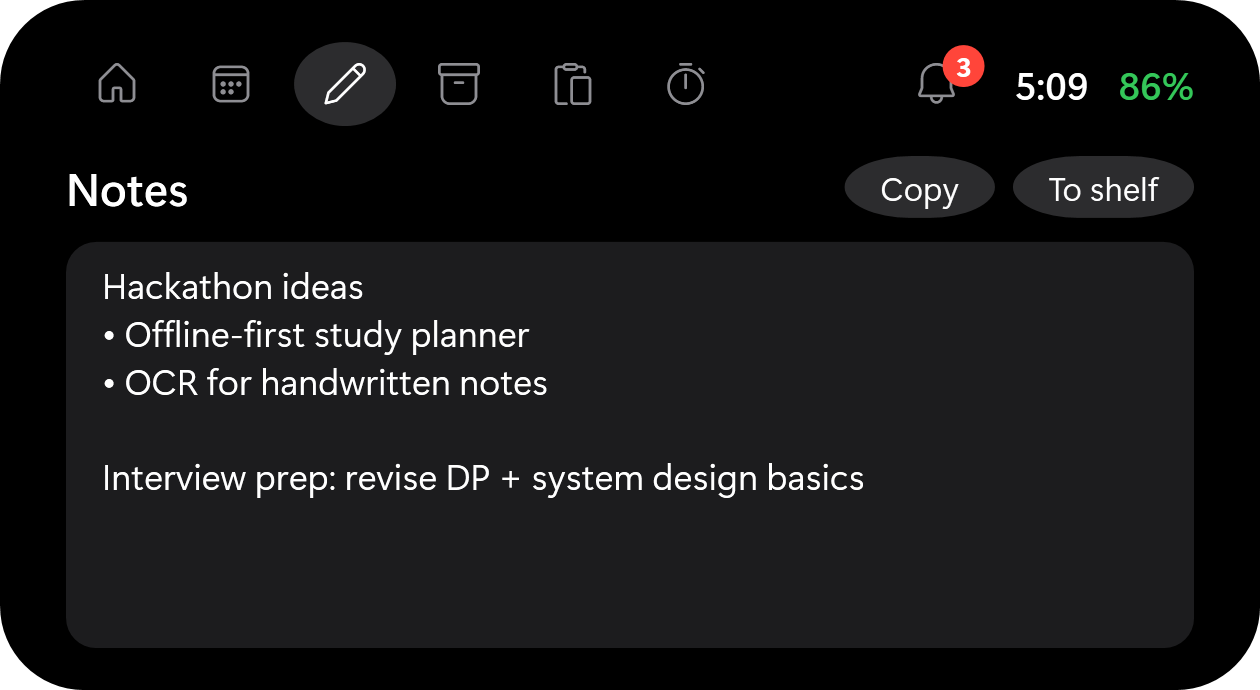 3
5:09 86%
Notes
Copy To shelf
Hackathon ideas
• Offline-first study planner
• OCR for handwritten notes
Interview prep: revise DP + system design basics